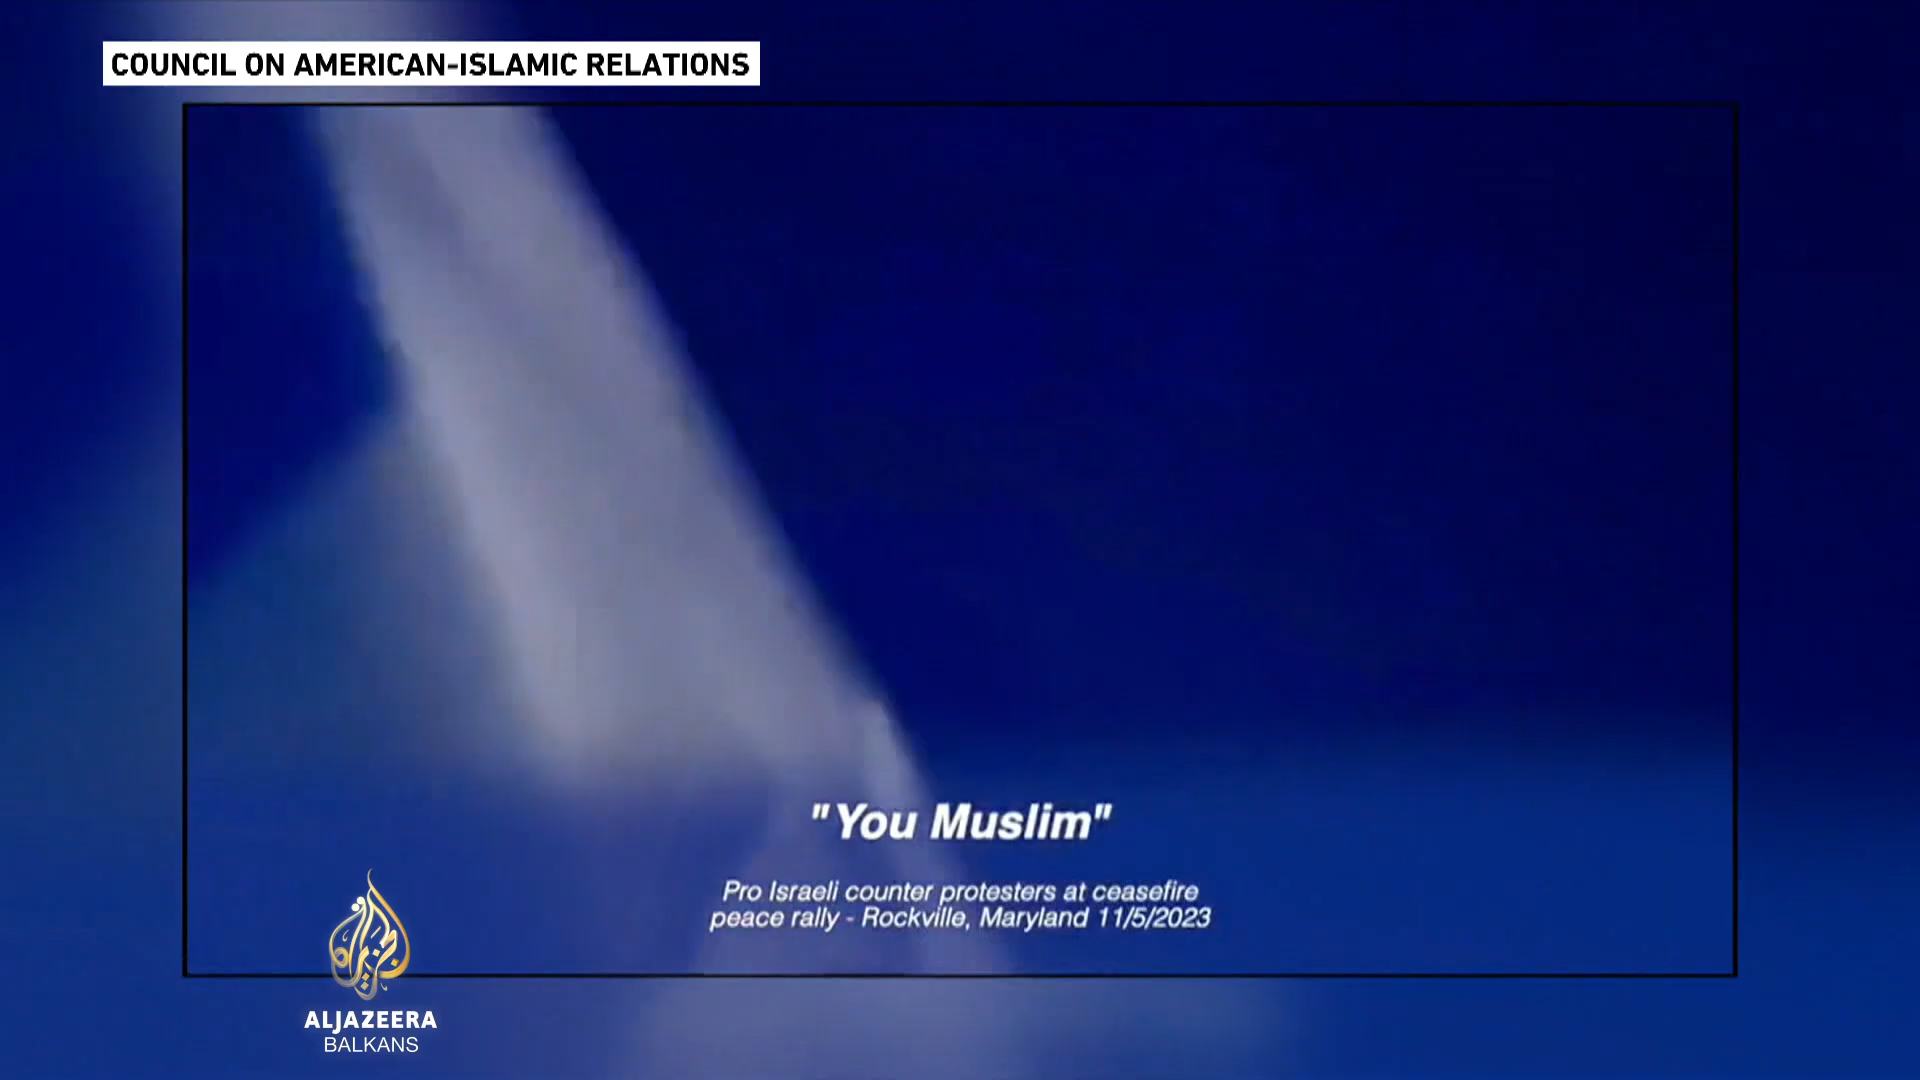 COUNCIL ON AMERICAN-ISLAMIC RELATIONS
"You Muslim"
Pro Israeli counter protesters at ceasefire
peace rally - Rockville, Maryland 11/5/2023
الجزيرة
ALJAZEERA
BALKANS